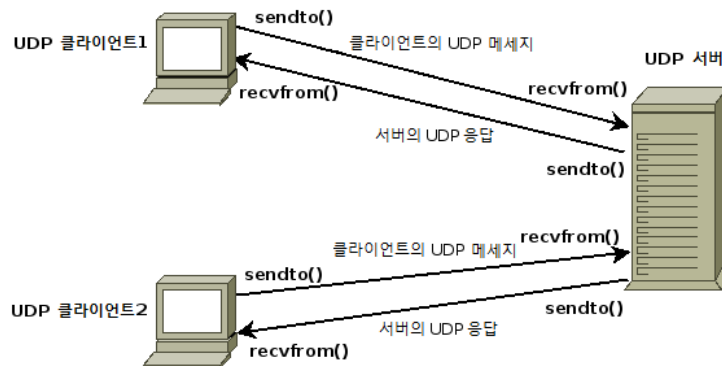 sendto()
UDP 클라이언트1
클라이언트의 UDP 메세지
UDP 서버
recvfrom()
recvfrom()
서버의 UDP 응답
sendto()
클라이언트의 UDP 메세지
recvfrom()
sendto()
UDP 클라이언트2
sendto()
서버의 UDP 응답
recvfrom()